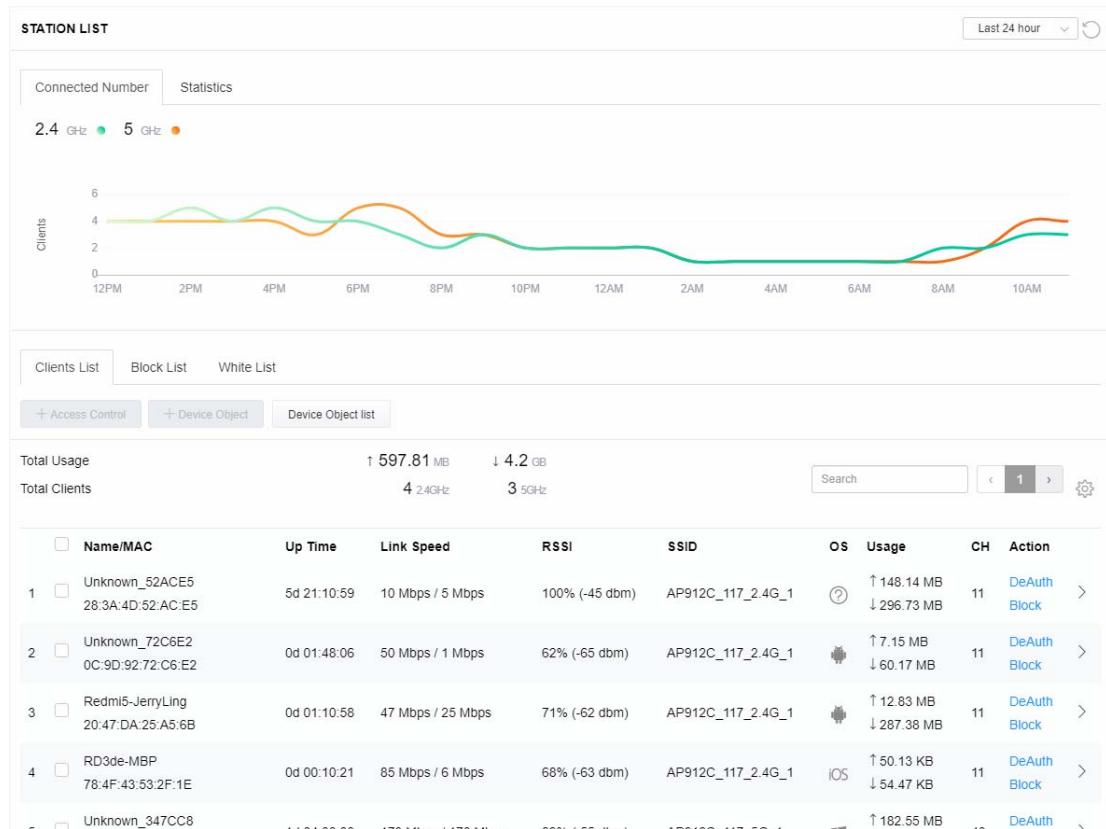 STATION LIST
Last 24 hour
Connected Number Statistics
2.4 GHz 5 GHz
6
4
2
0
Clients
12PM 2PM 4PM 6PM 8PM 10PM 12AM 2AM 4AM 6AM 8AM 10AM
Clients List Block List White List
+ Access Control + Device Object Device Object list
Total Usage ↑ 597.81 MB ↓ 4.2 GB
Total Clients 4 2.4GHz 3 5GHz
Search
‹ 1 ›
Name/MAC Up Time Link Speed RSSI SSID OS Usage CH Action
1 Unknown_52ACE5 5d 21:10:59 10 Mbps / 5 Mbps 100% (-45 dbm) AP912C_117_2.4G_1 ↑ 148.14 MB 11 DeAuth
28:3A:4D:52:AC:E5 ↓ 296.73 MB Block
2 Unknown_72C6E2 0d 01:48:06 50 Mbps / 1 Mbps 62% (-65 dbm) AP912C_117_2.4G_1 ↑ 7.15 MB 11 DeAuth
0C:9D:92:72:C6:E2 ↓ 60.17 MB Block
3 Redmi5-JerryLing 0d 01:10:58 47 Mbps / 25 Mbps 71% (-62 dbm) AP912C_117_2.4G_1 ↑ 12.83 MB 11 DeAuth
20:47:DA:25:A5:6B ↓ 287.38 MB Block
4 RD3de-MBP 0d 00:10:21 85 Mbps / 6 Mbps 68% (-63 dbm) AP912C_117_2.4G_1 iOS ↑ 50.13 KB 11 DeAuth
78:4F:43:53:2F:1E ↓ 54.47 KB Block
Unknown_347CC8 ↑ 182.55 MB DeAuth